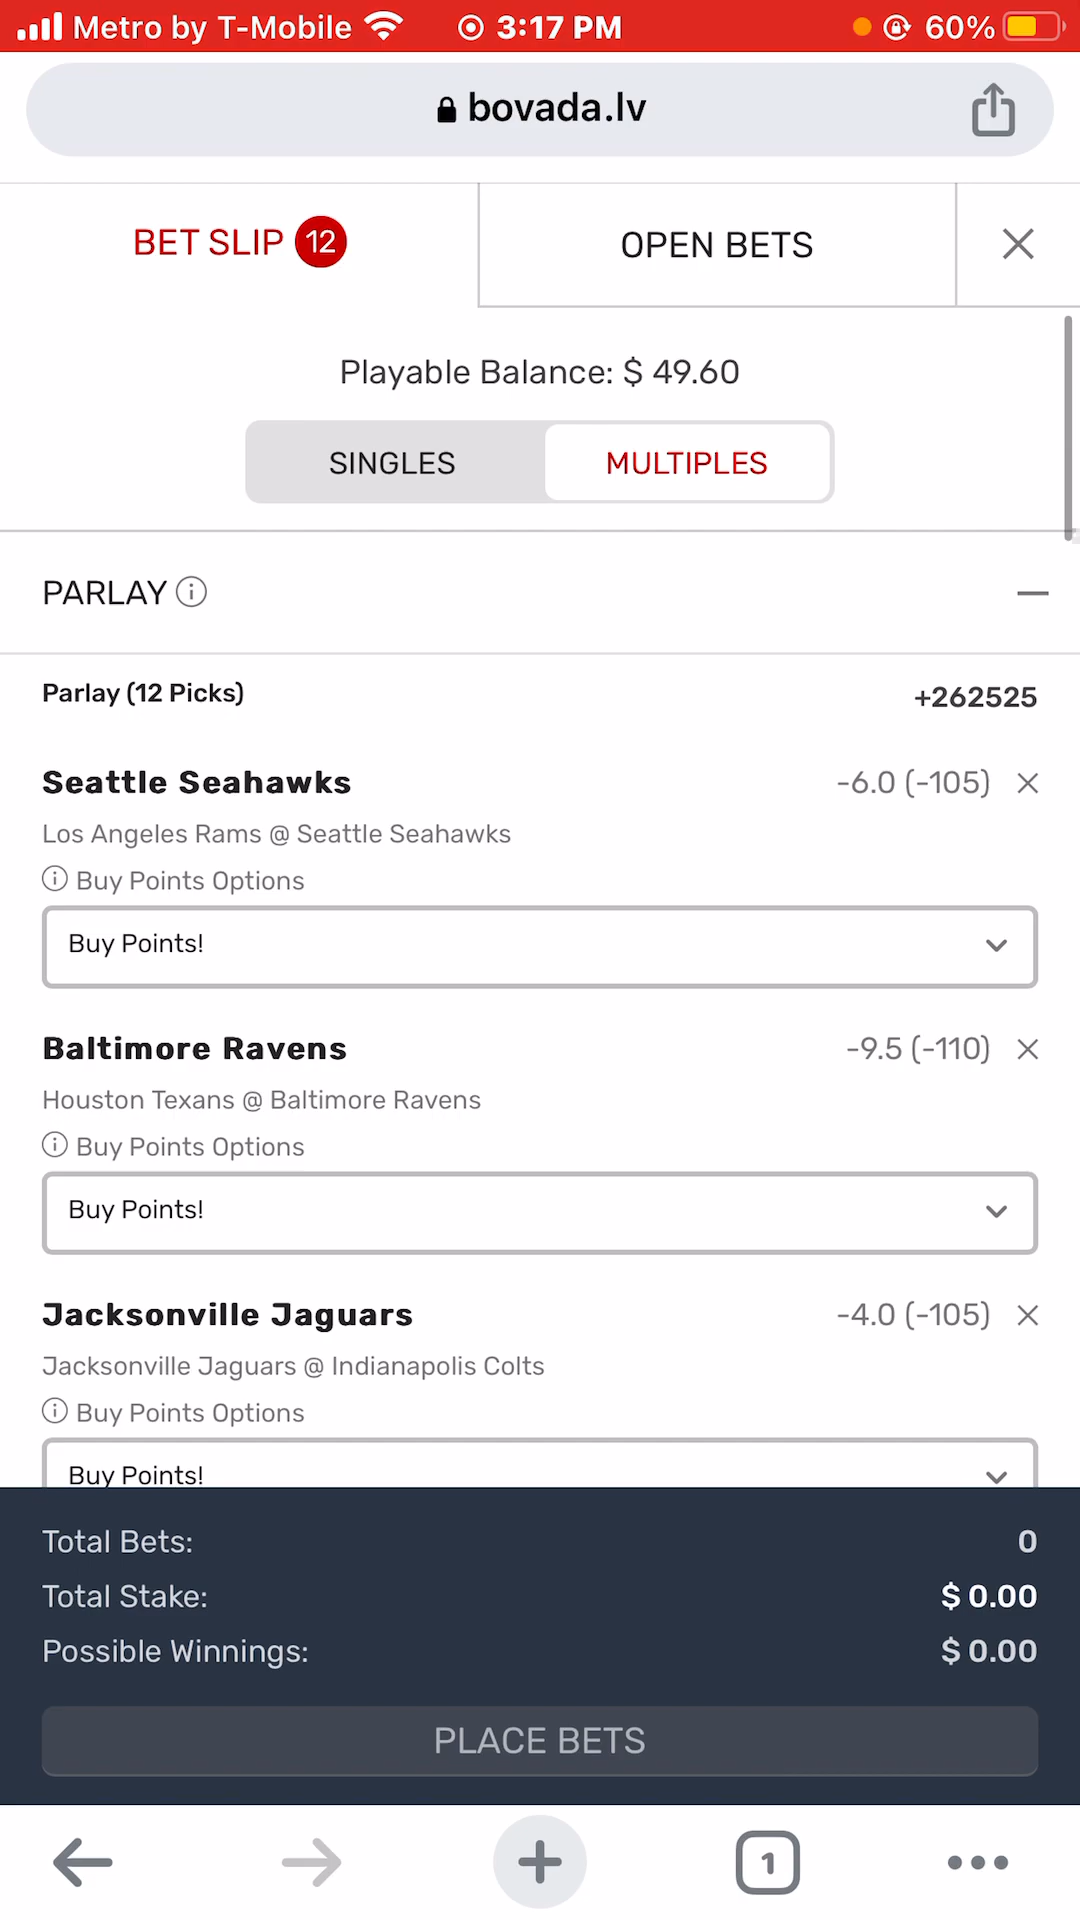 Metro by T-Mobile 3:17 PM 60%
bovada.lv
BET SLIP 12 OPEN BETS
Playable Balance: $ 49.60
SINGLES MULTIPLES
PARLAY
Parlay (12 Picks) +262525
Seattle Seahawks -6.0 (-105)
Los Angeles Rams @ Seattle Seahawks
Buy Points Options
Buy Points!
Baltimore Ravens -9.5 (-110)
Houston Texans @ Baltimore Ravens
Buy Points Options
Buy Points!
Jacksonville Jaguars -4.0 (-105)
Jacksonville Jaguars @ Indianapolis Colts
Buy Points Options
Buy Points!
Total Bets: 0
Total Stake: $ 0.00
Possible Winnings: $ 0.00
PLACE BETS
1